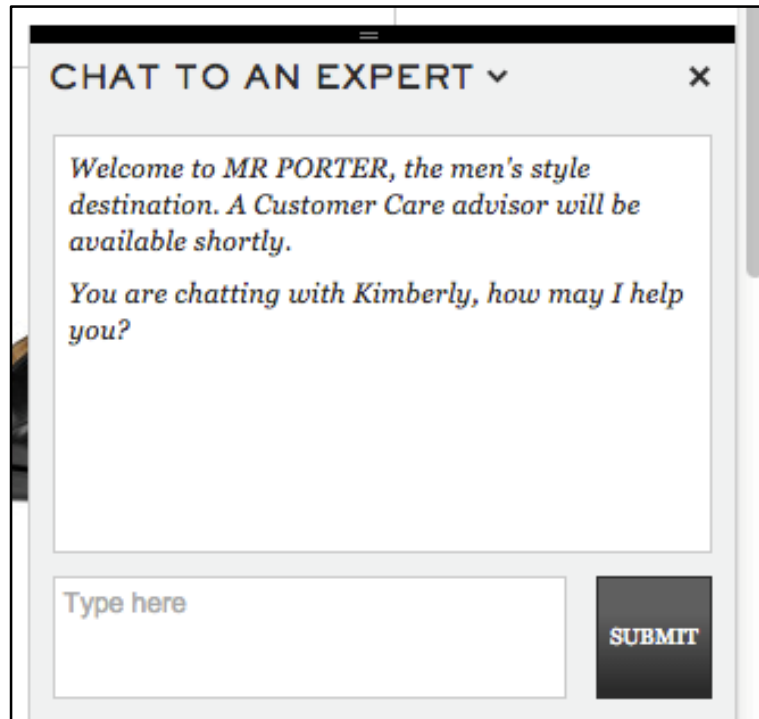 CHAT TO AN EXPERT
Welcome to MR PORTER, the men's style
destination. A Customer Care advisor will be
available shortly.
You are chatting with Kimberly, how may I help
you?
Type here
SUBMIT